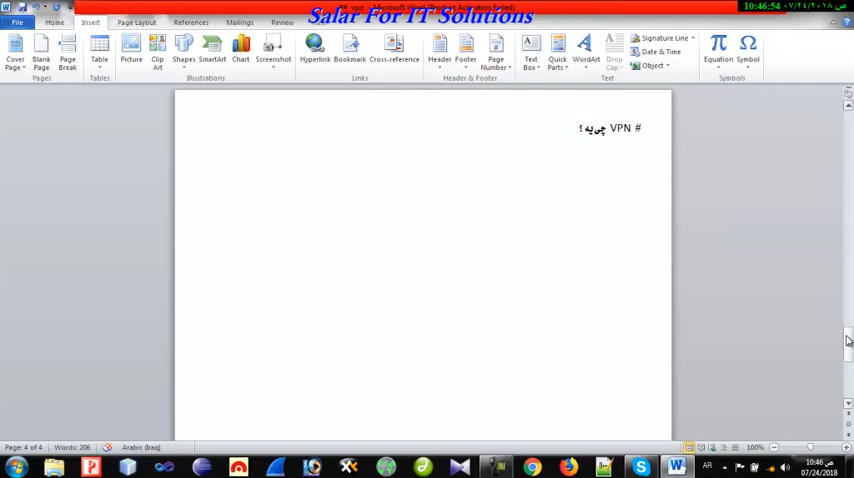 Salar For IT Solutions
ص 10:46:54 ٠٧/٢٤/٢٠١٨
File Home Insert Page Layout References Mailings Review
Cover Page Blank Page Page Break Table Picture Clip Art Shapes SmartArt Chart Screenshot Hyperlink Bookmark Cross-reference Header Footer Page Number Text Box Quick Parts WordArt Drop Cap Signature Line Date & Time Object Equation Symbol
Pages Tables Illustrations Links Header & Footer Text Symbols
# VPN چی‌یە ؟
Page: 4 of 4 Words: 206 Arabic (Iraq) 100%
AR ص 10:46
07/24/2018